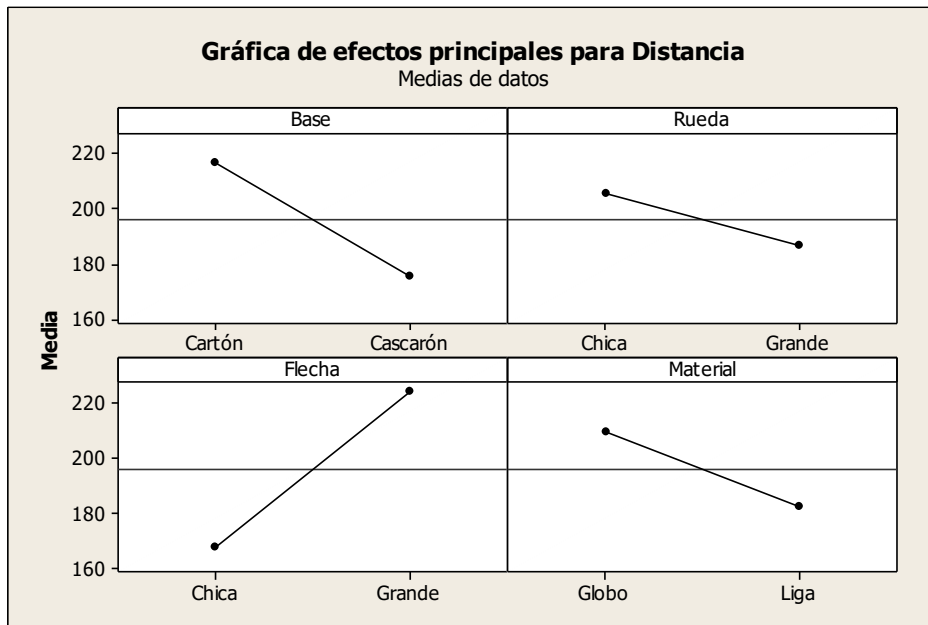 Gráfica de efectos principales para Distancia
Medias de datos
Base Rueda
220
200
180
160
Cartón Cascarón Chica Grande
Media
Flecha Material
220
200
180
160
Chica Grande Globo Liga